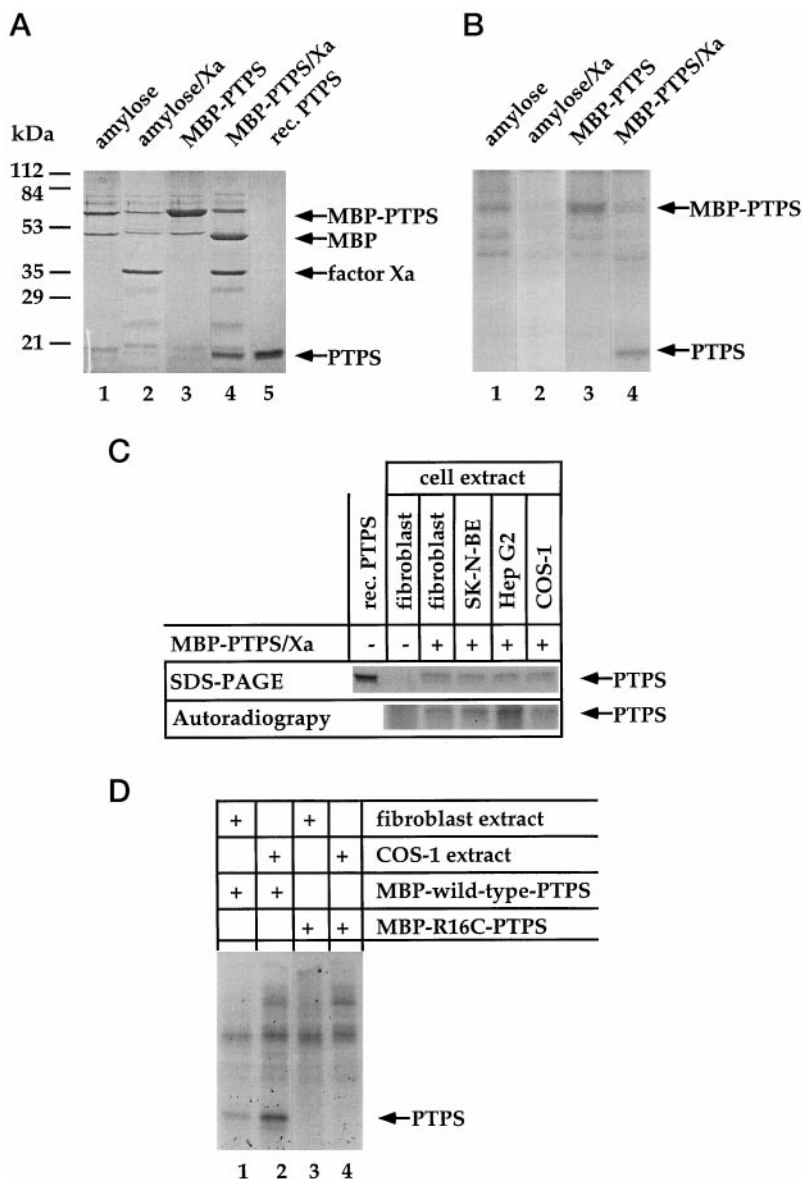 A
amylose
amylose/Xa
MBP-PTPS
MBP-PTPS/Xa
rec. PTPS
kDa
112
84
53
35
29
21
MBP-PTPS
MBP
factor Xa
PTPS
1 2 3 4 5
B
amylose
amylose/Xa
MBP-PTPS
MBP-PTPS/Xa
MBP-PTPS
PTPS
1 2 3 4
C
cell extract
rec. PTPS
fibroblast
fibroblast
SK-N-BE
Hep G2
COS-1
MBP-PTPS/Xa - - + + + +
SDS-PAGE PTPS
Autoradiograpy PTPS
D
+ + fibroblast extract
+ + COS-1 extract
+ + MBP-wild-type-PTPS
+ + MBP-R16C-PTPS
PTPS
1 2 3 4